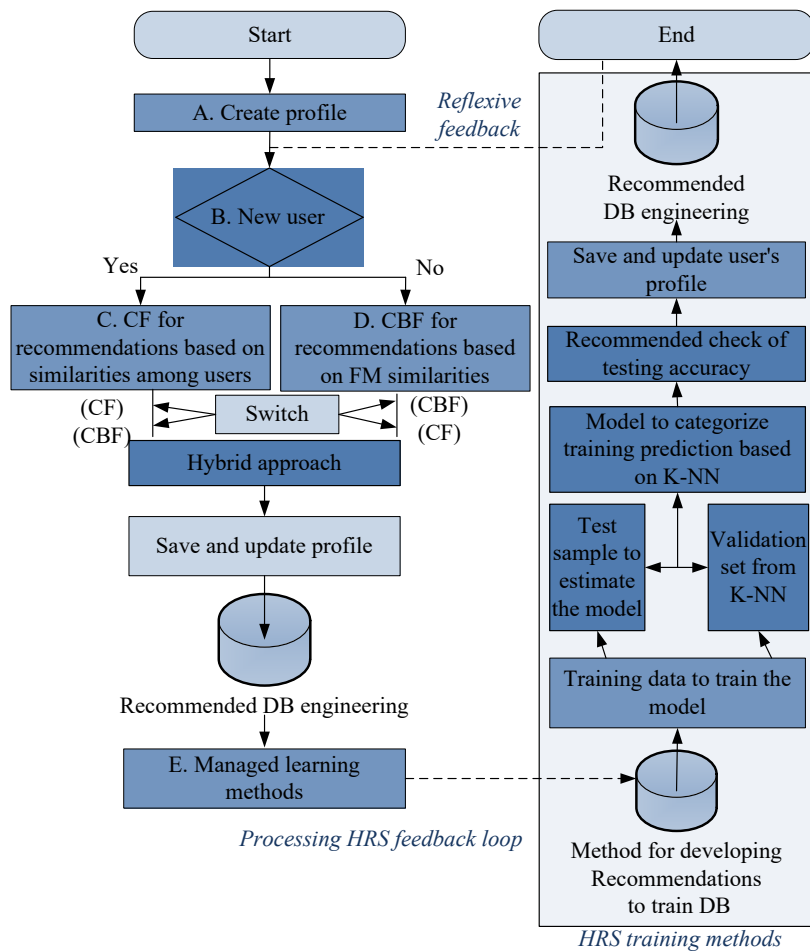 Start
A. Create profile
B. New user
Yes
No
C. CF for
recommendations based on
similarities among users
D. CBF for
recommendations based
on FM similarities
(CF)
(CBF)
Switch
(CBF)
(CF)
Hybrid approach
Save and update profile
Recommended DB engineering
E. Managed learning
methods
Processing HRS feedback loop
Reflexive
feedback
End
Recommended
DB engineering
Save and update user's
profile
Recommended check of
testing accuracy
Model to categorize
training prediction based
on K-NN
Test
sample to
estimate
the model
Validation
set from
K-NN
Training data to train the
model
Method for developing
Recommendations
to train DB
HRS training methods